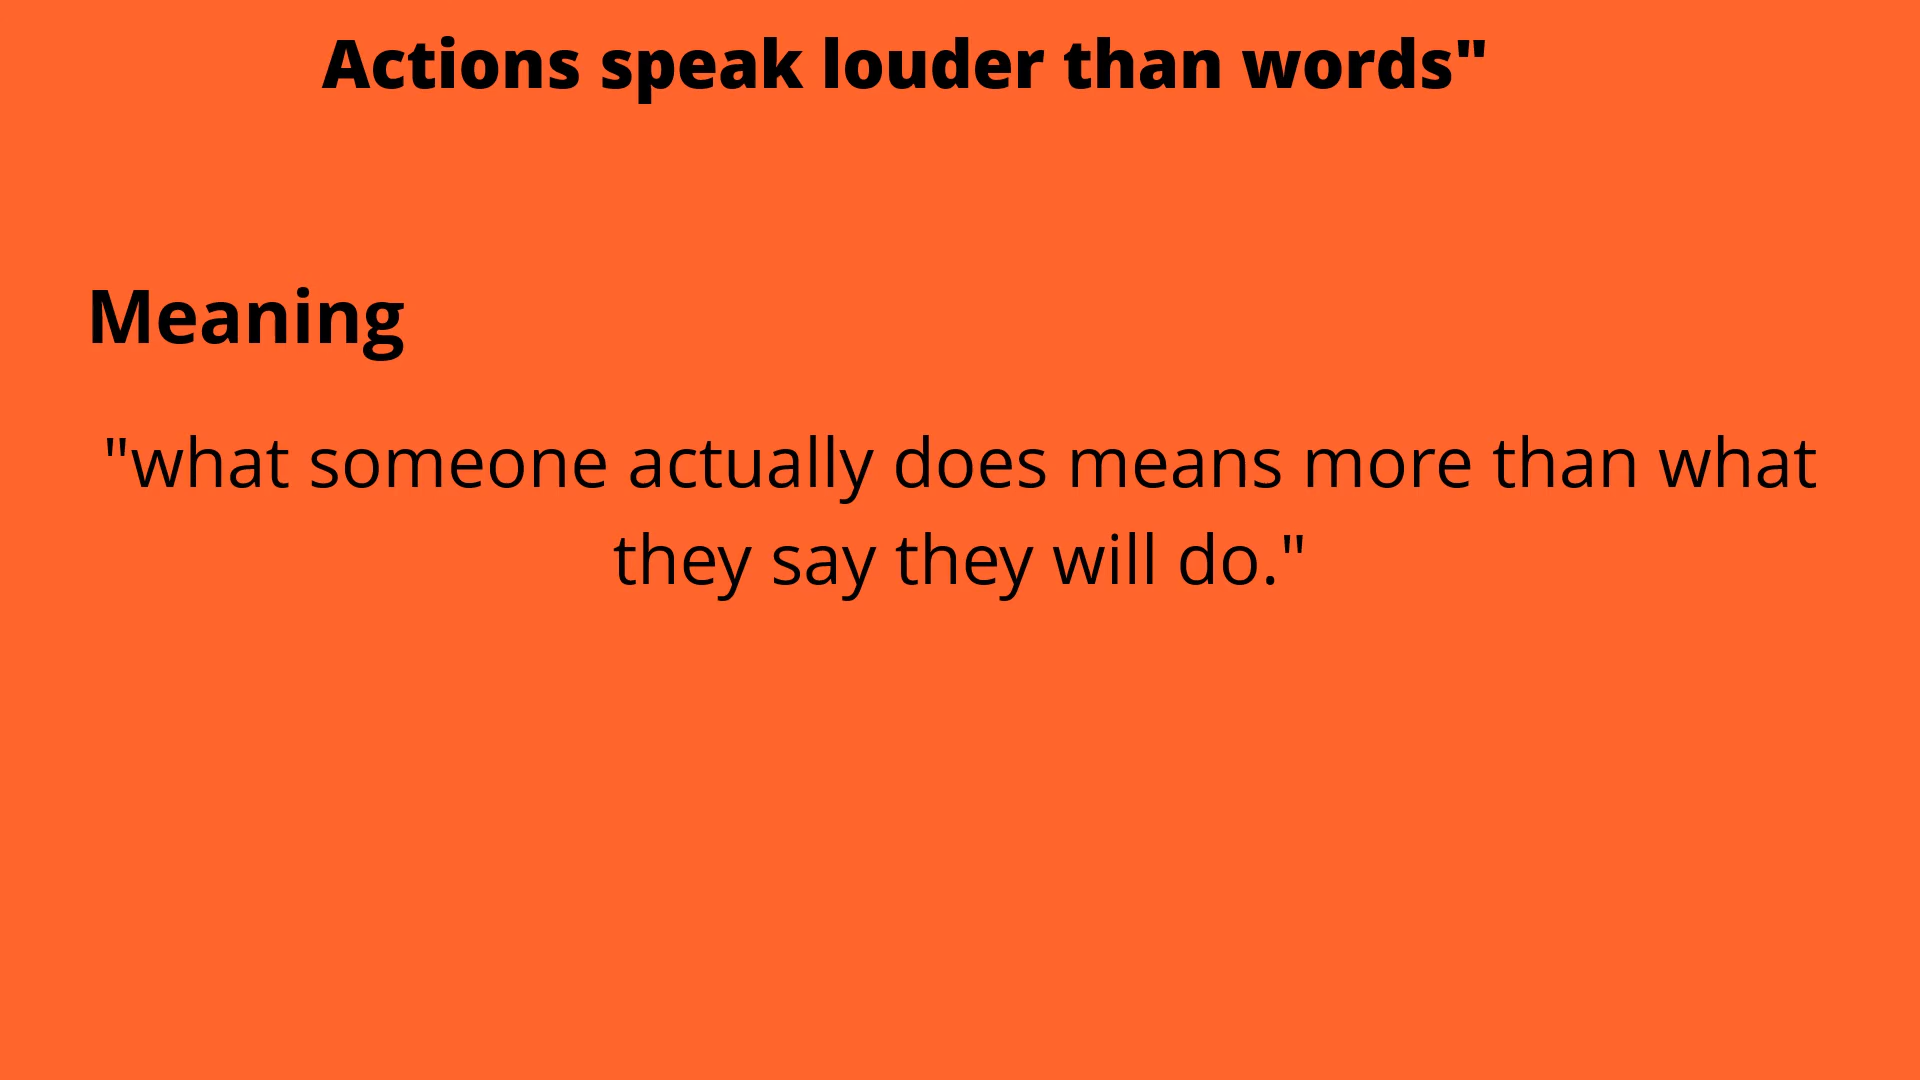 Actions speak louder than words"
Meaning
"what someone actually does means more than what
they say they will do."